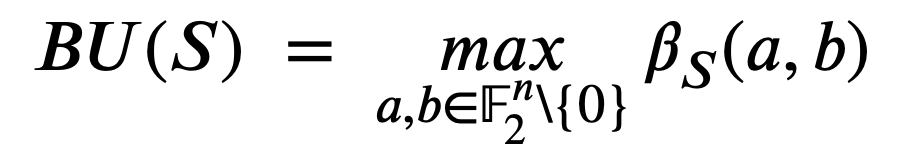 BU(S) = max β_S(a, b)
a,b∈𝔽₂ⁿ\{0}